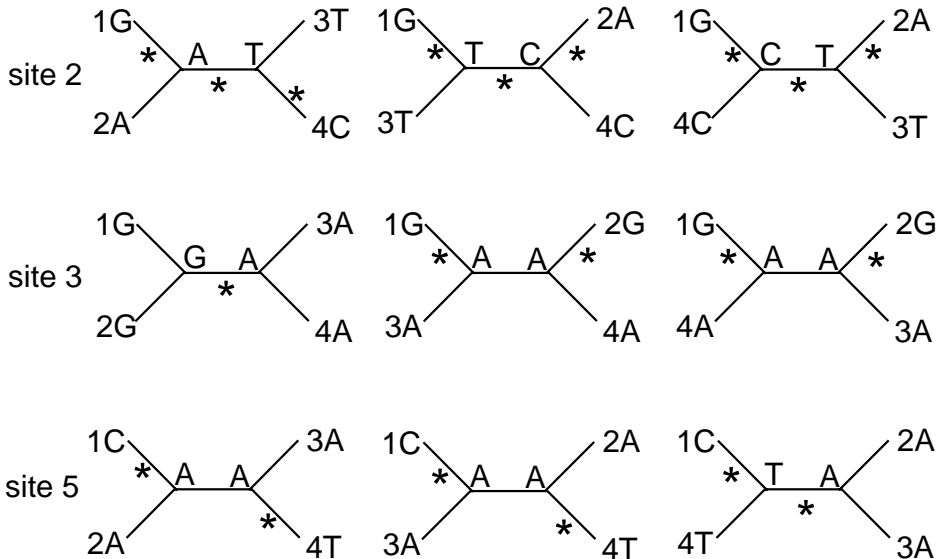 1G 3T 1G 2A 1G 2A
A T T C C T
site 2 * * * * * * * * *
2A 4C 3T 4C 4C 3T
1G 3A 1G 2G 1G 2G
G A A A A A
site 3 * * * * *
2G 4A 3A 4A 4A 3A
1C 3A 1C 2A 1C 2A
A A A A T A
site 5 * * * * * *
2A 4T 3A 4T 4T 3A